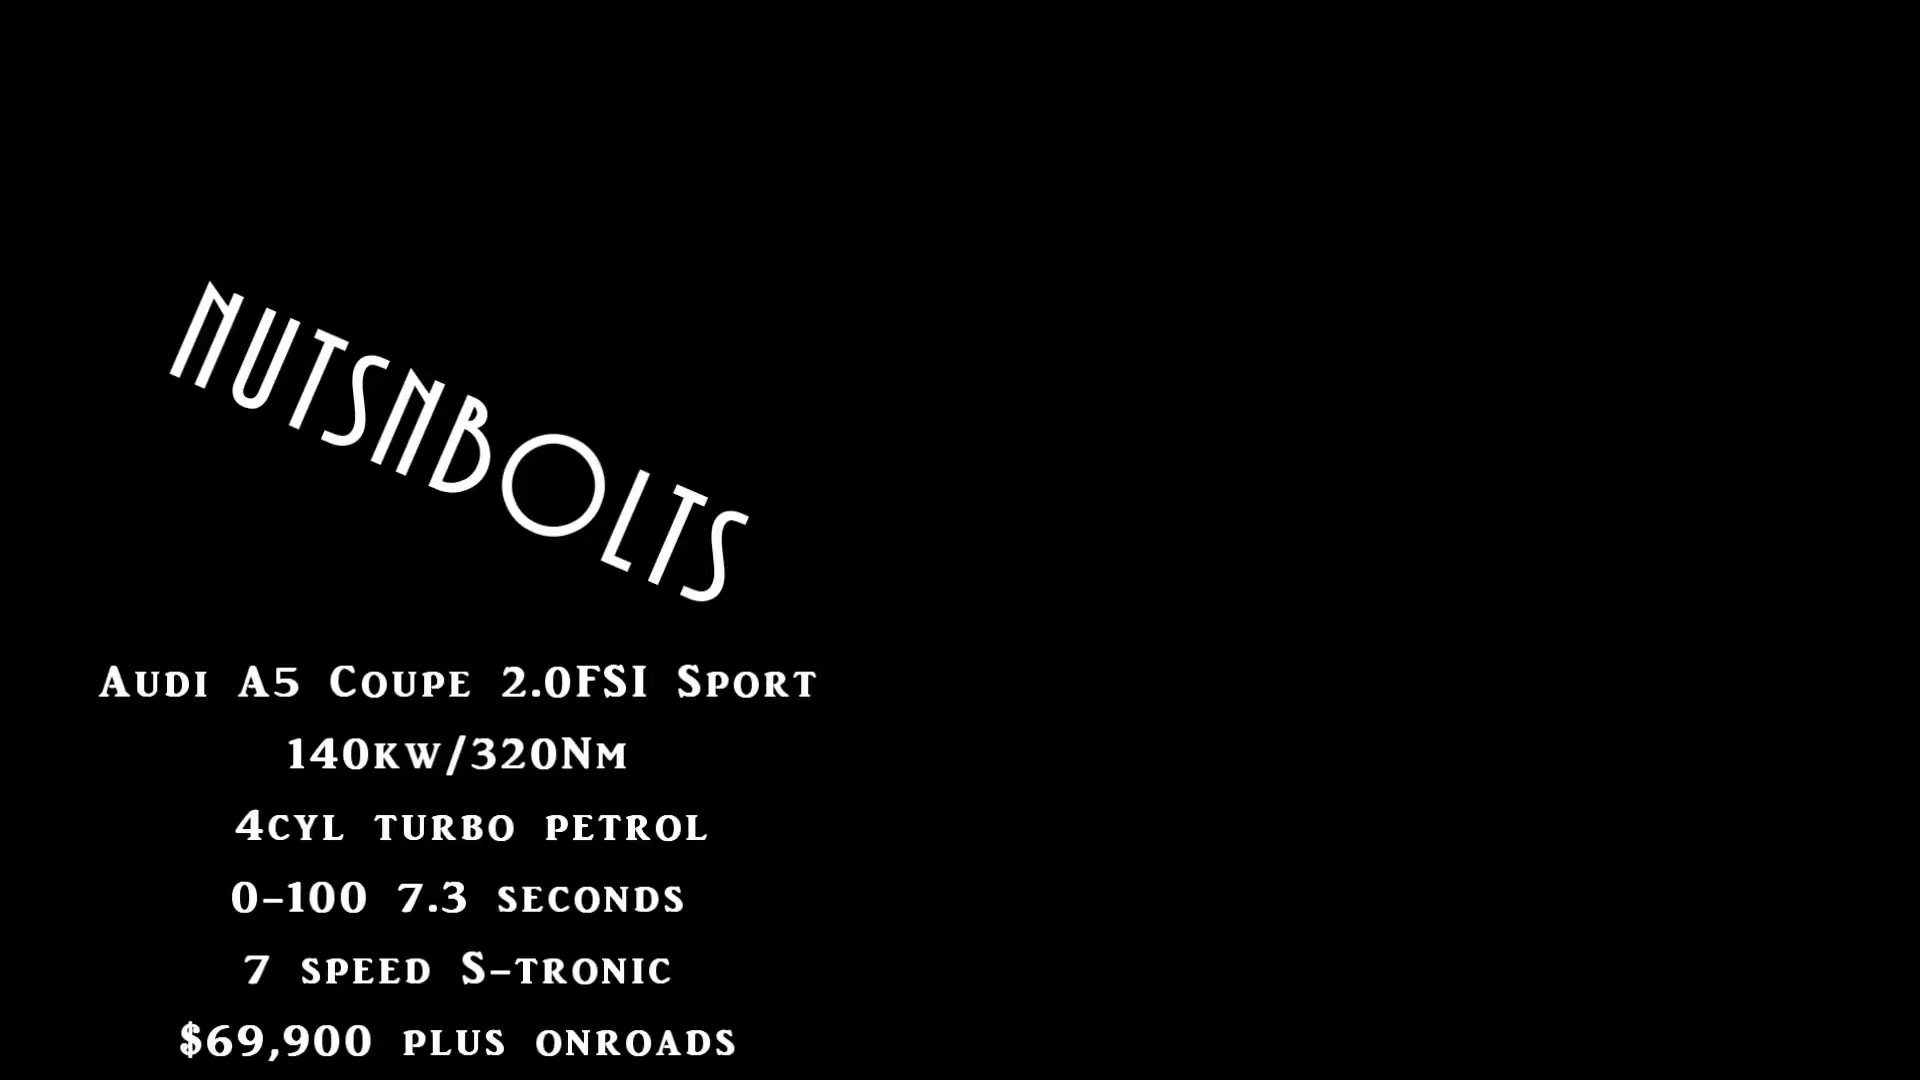 NUTSNBOLTS
Audi A5 Coupe 2.0FSI Sport
140kw/320Nm
4cyl turbo petrol
0-100 7.3 seconds
7 speed S-tronic
$69,900 plus onroads